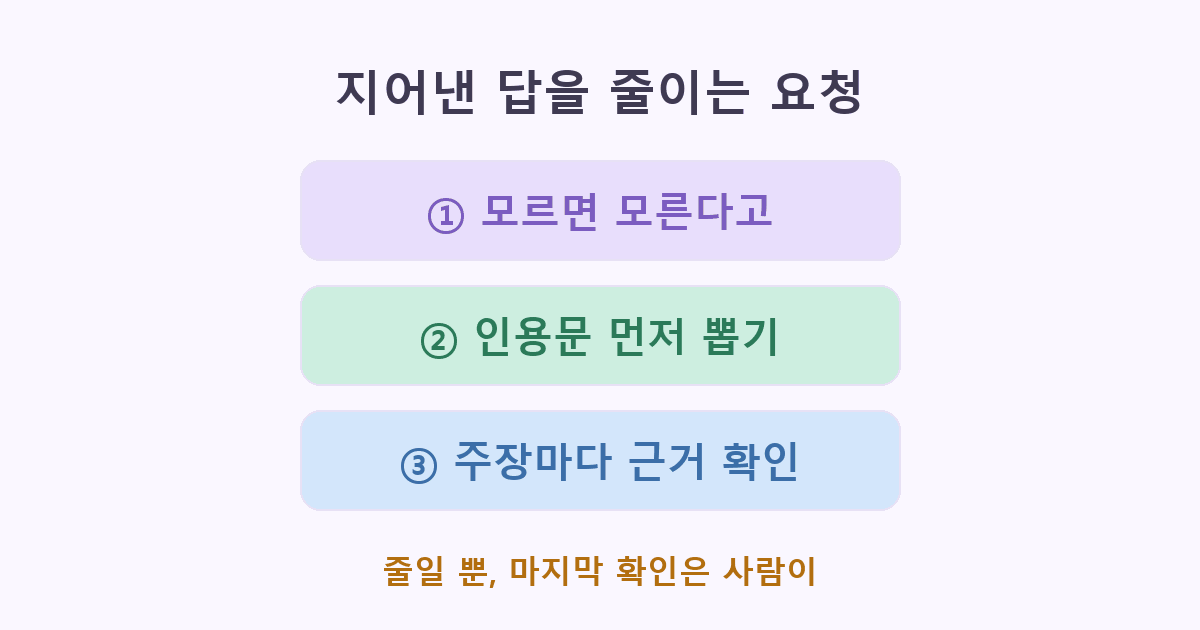 지어낸 답을 줄이는 요청
① 모르면 모른다고
② 인용문 먼저 뽑기
③ 주장마다 근거 확인
줄일 뿐, 마지막 확인은 사람이